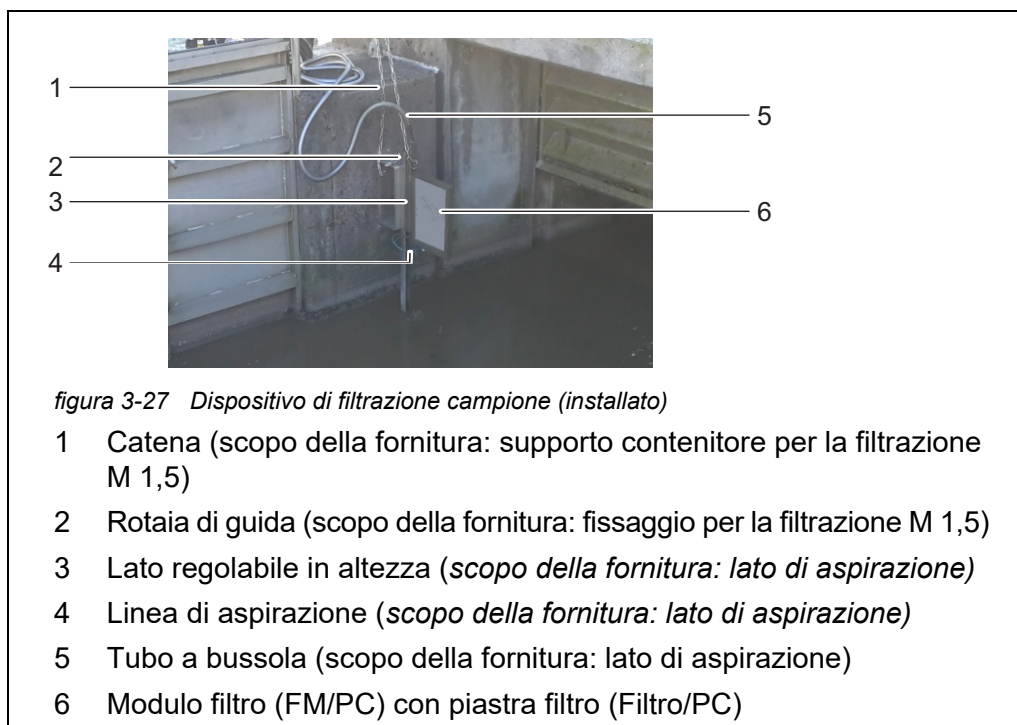 1
2
3
4
5
6
figura 3-27 Dispositivo di filtrazione campione (installato)
1 Catena (scopo della fornitura: supporto contenitore per la filtrazione
M 1,5)
2 Rotaia di guida (scopo della fornitura: fissaggio per la filtrazione M 1,5)
3 Lato regolabile in altezza (scopo della fornitura: lato di aspirazione)
4 Linea di aspirazione (scopo della fornitura: lato di aspirazione)
5 Tubo a bussola (scopo della fornitura: lato di aspirazione)
6 Modulo filtro (FM/PC) con piastra filtro (Filtro/PC)